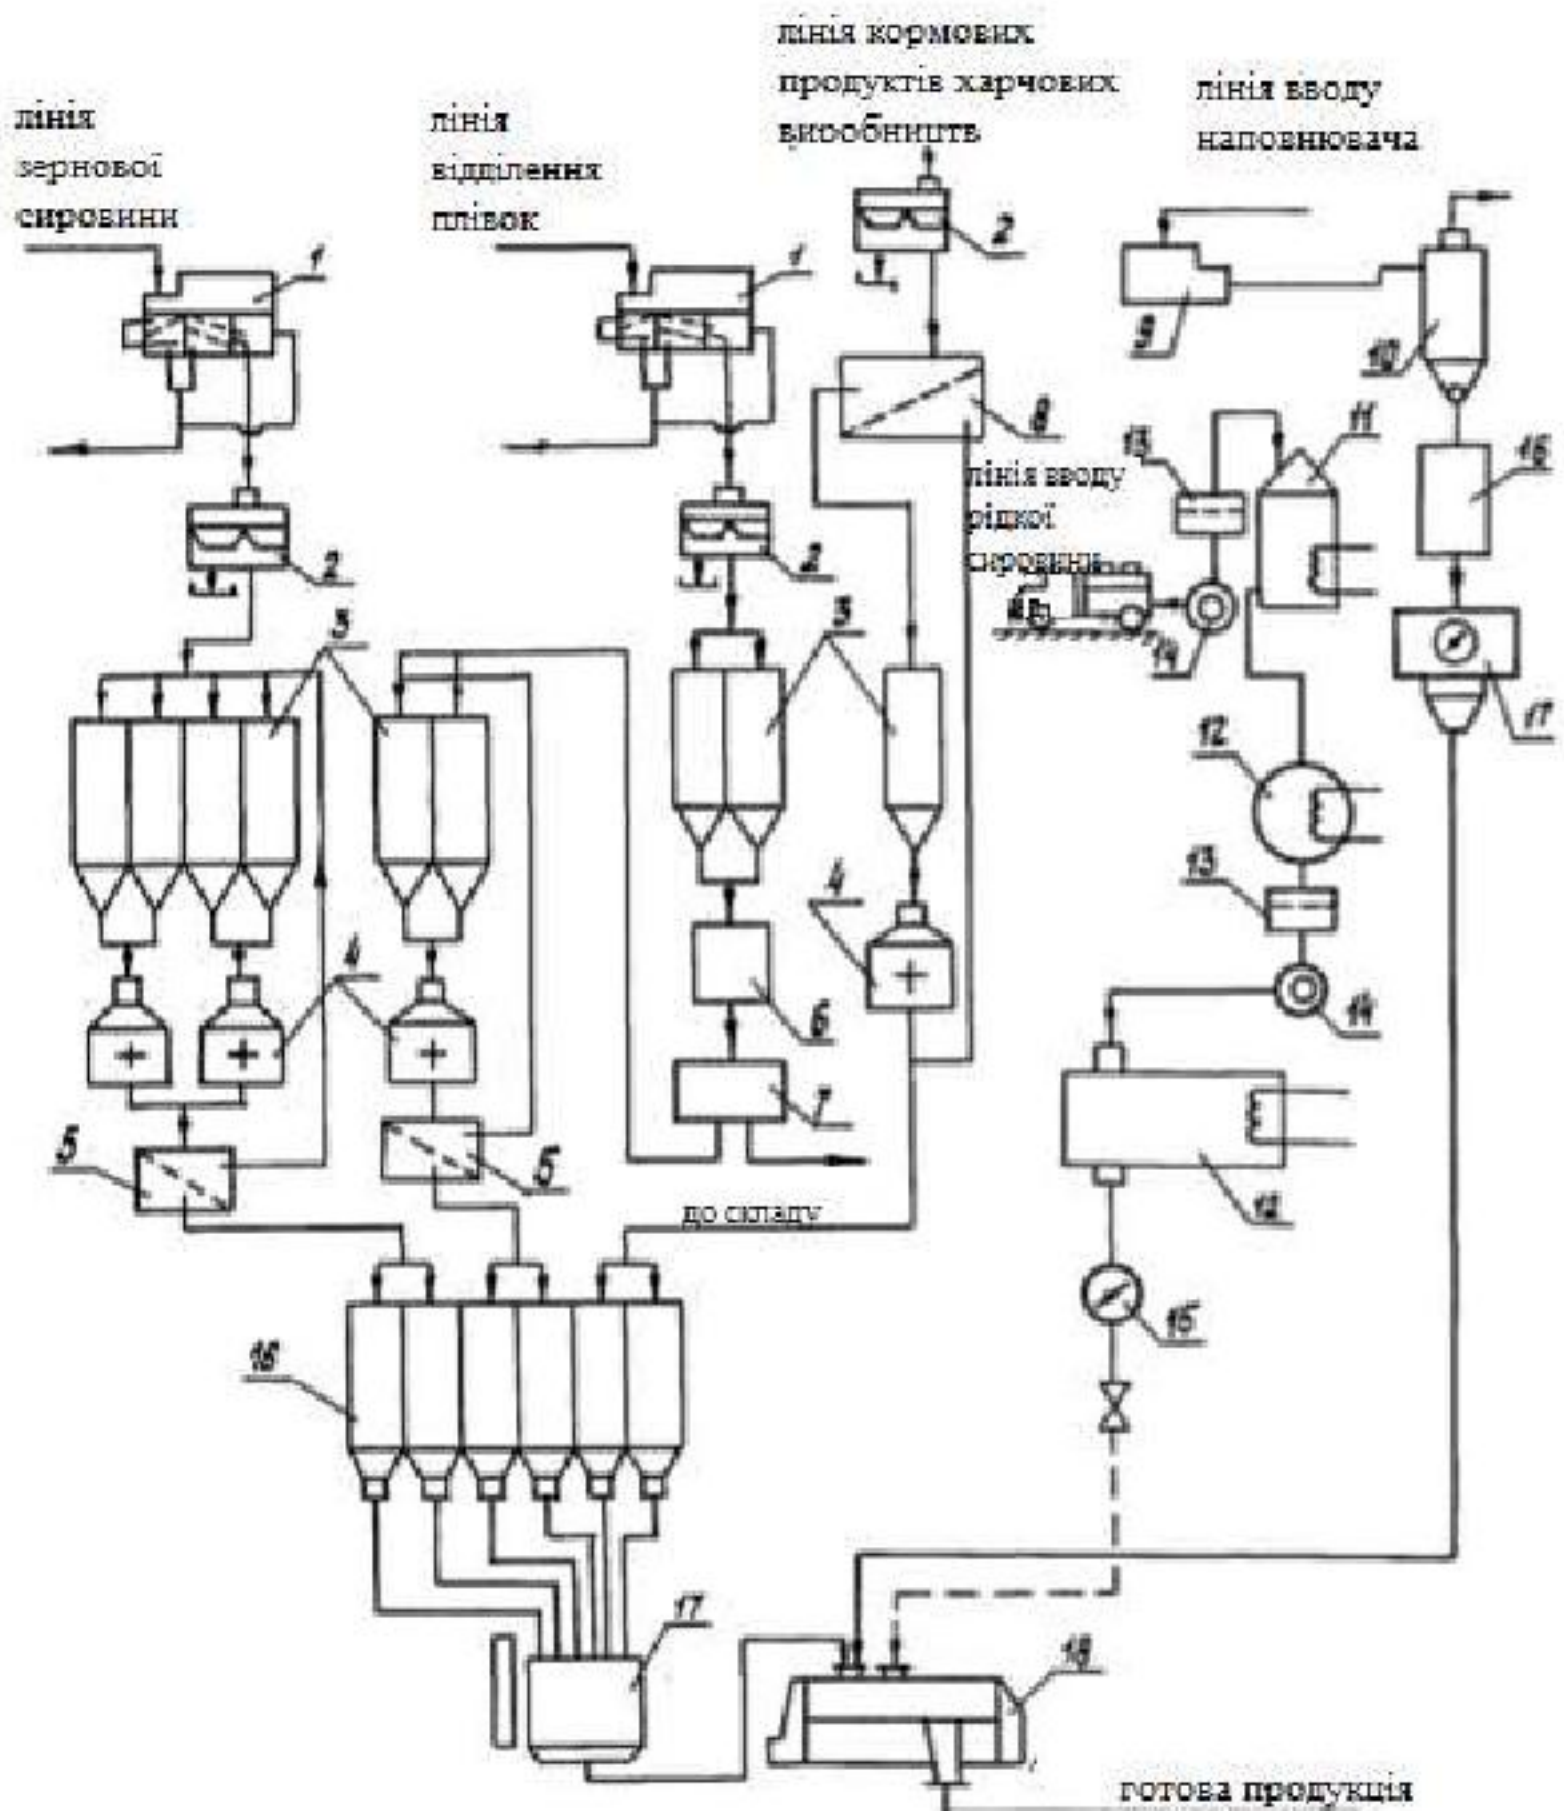 лінія кормових
продуктів харчових
виробництв
лінія вводу
наповнювача
лінія
зернової
сировини
лінія
відділення
плівок
1
1
2
9
10
8
11
13
16
лінія вводу
рідкої
сировини
2
2
3
3
14
17
12
13
4
4
6
14
7
5
5
12
до складу
15
16
17
18
готова продукція